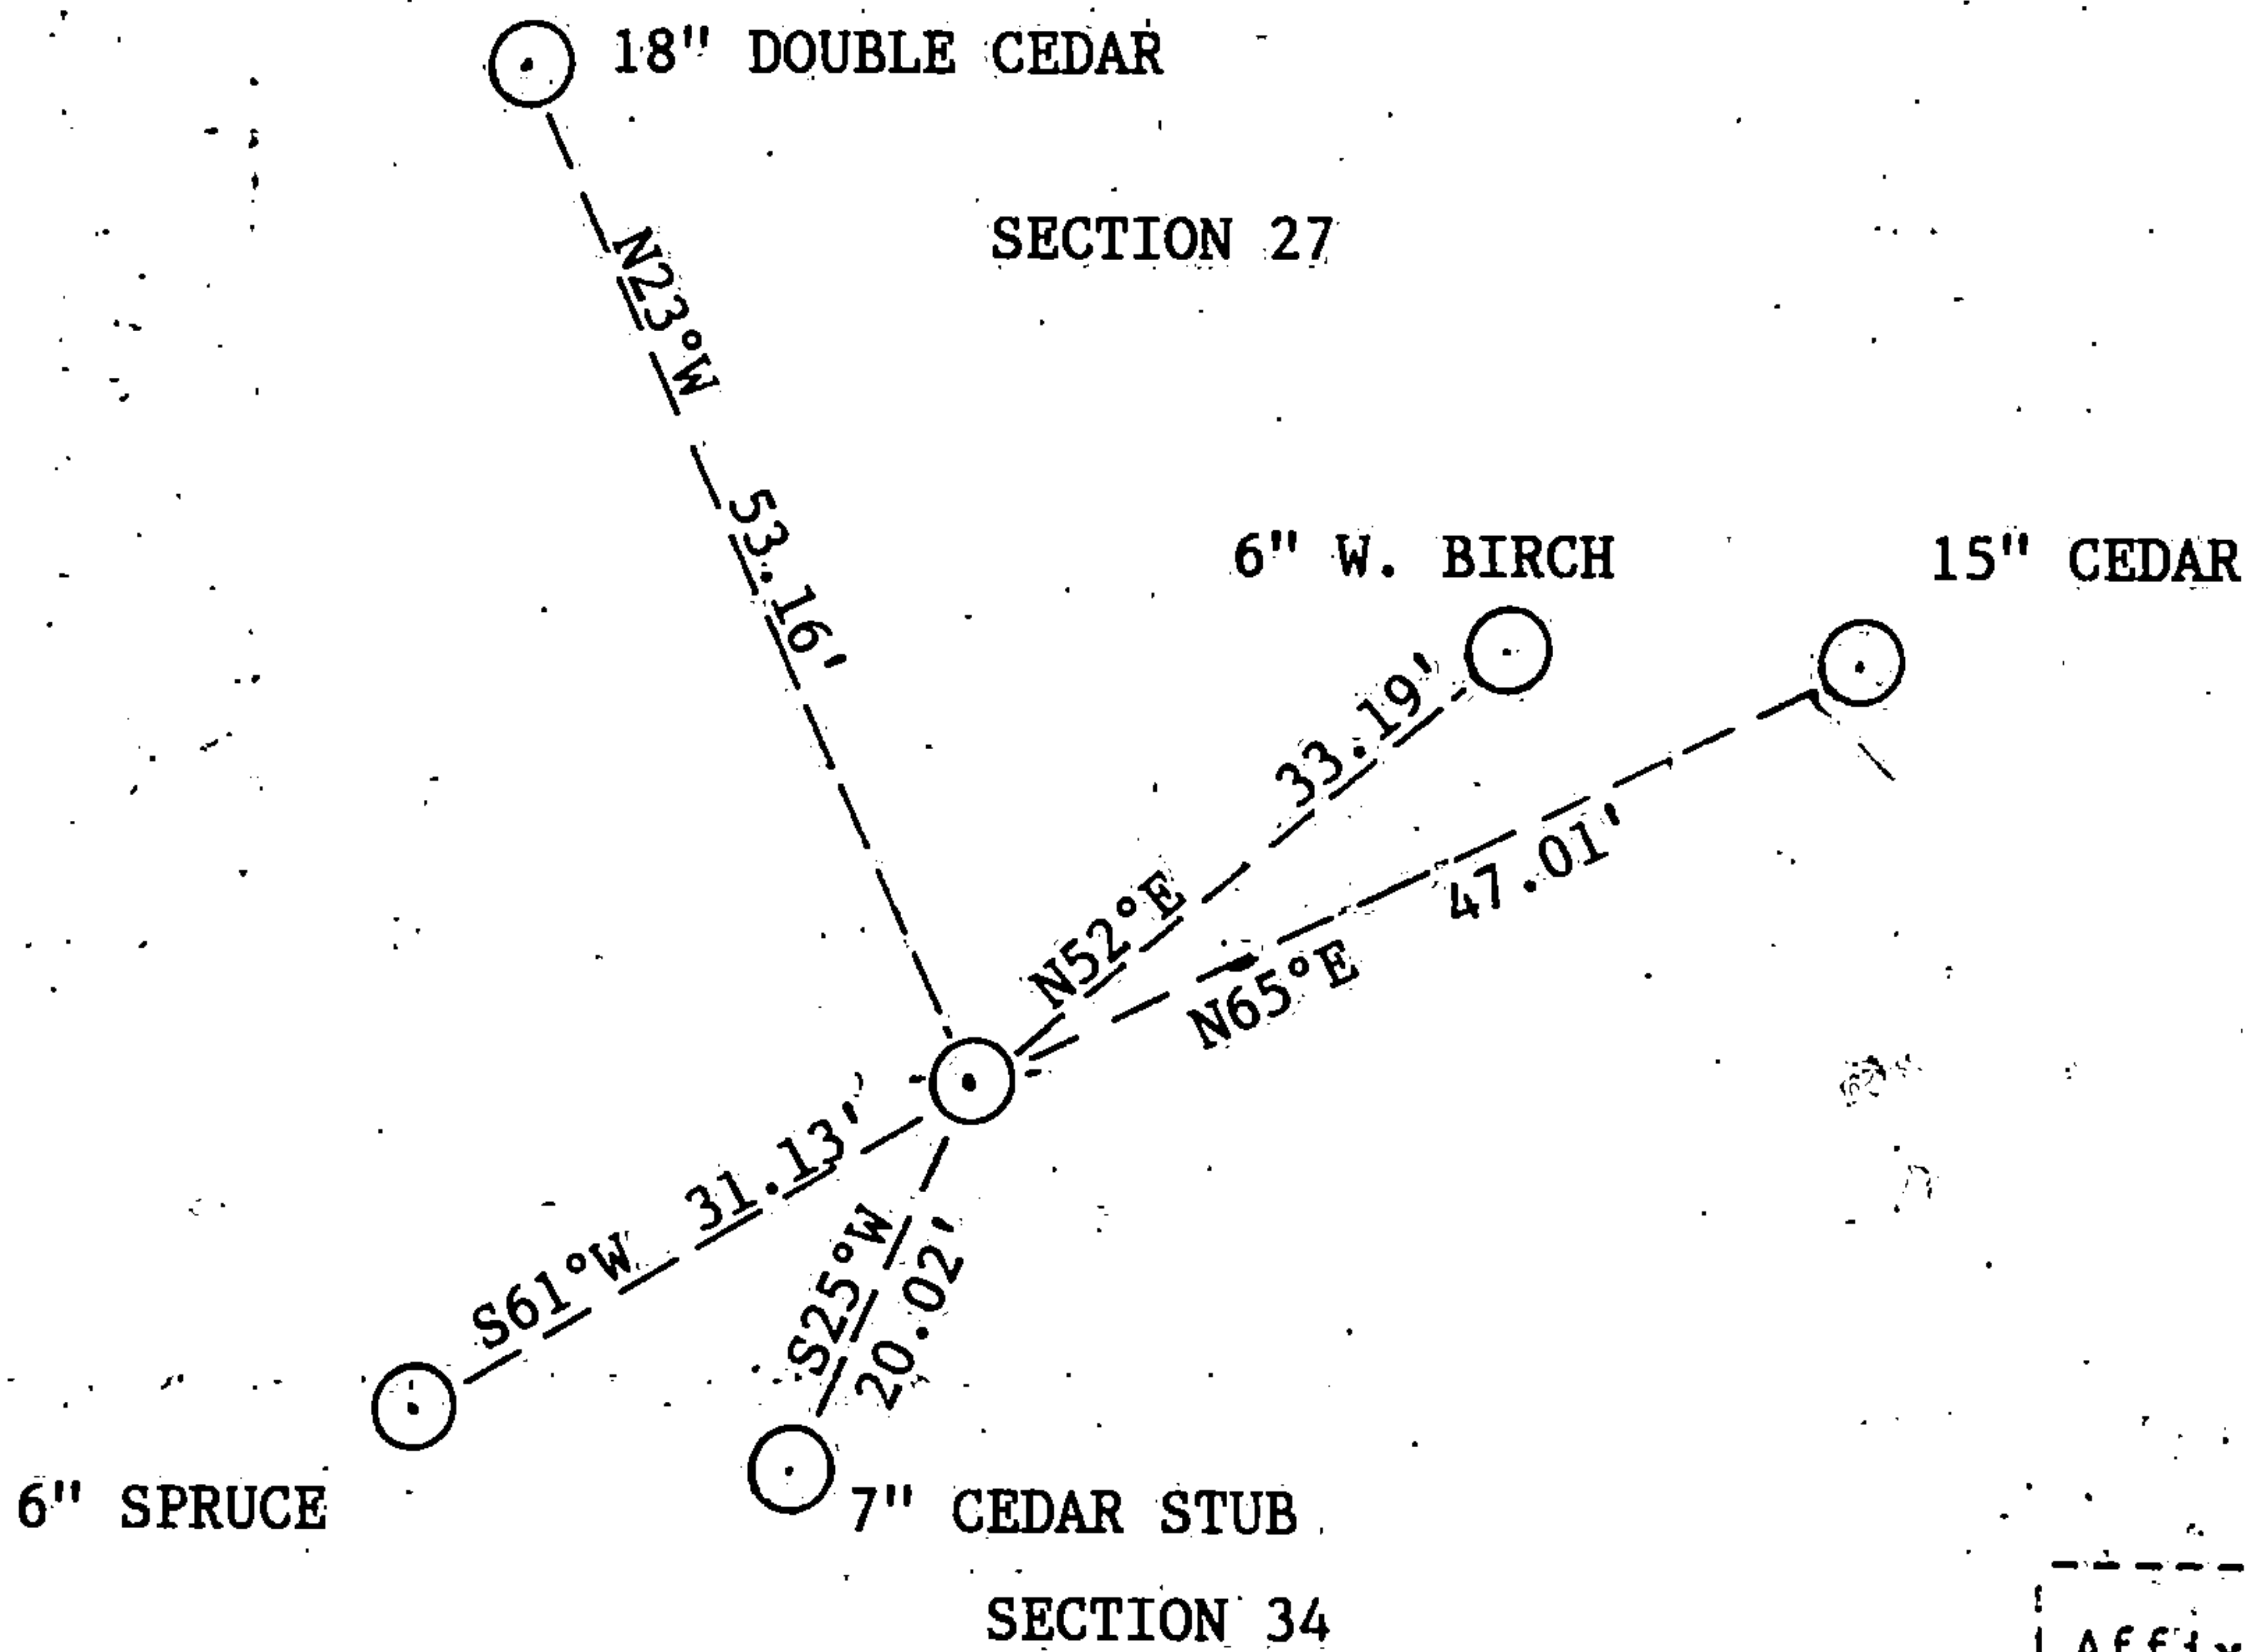 18" DOUBLE CEDAR
SECTION 27
N23°W
53.16'
6" W. BIRCH
15" CEDAR
33.19'
N52°E
47.01'
N65°E
31.13'
S61°W
S25°W
20.02'
6" SPRUCE
7" CEDAR STUB
SECTION 34